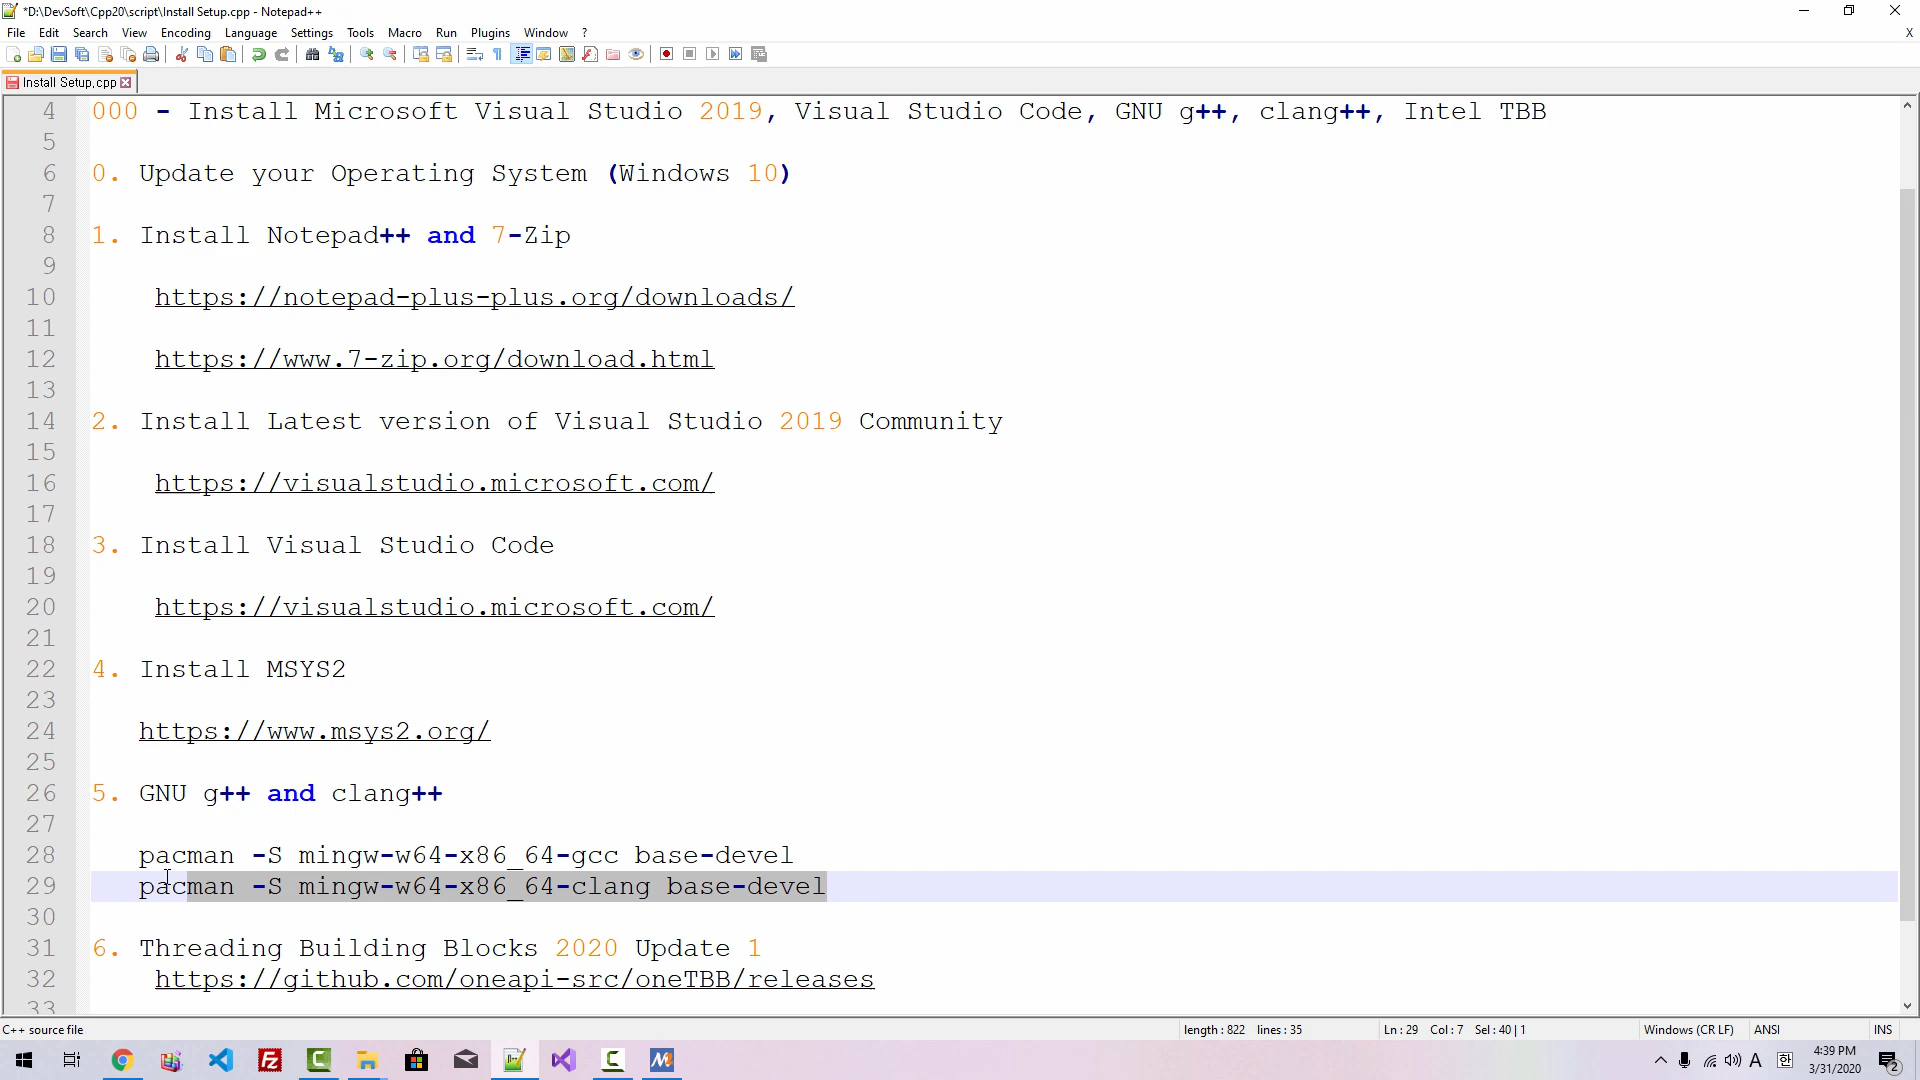 *D:\DevSoft\Cpp20\script\Install Setup.cpp - Notepad++
File Edit Search View Encoding Language Settings Tools Macro Run Plugins Window ? X
Install Setup.cpp
4 000 - Install Microsoft Visual Studio 2019, Visual Studio Code, GNU g++, clang++, Intel TBB
5
6 0. Update your Operating System (Windows 10)
7
8 1. Install Notepad++ and 7-Zip
9
10 https://notepad-plus-plus.org/downloads/
11
12 https://www.7-zip.org/download.html
13
14 2. Install Latest version of Visual Studio 2019 Community
15
16 https://visualstudio.microsoft.com/
17
18 3. Install Visual Studio Code
19
20 https://visualstudio.microsoft.com/
21
22 4. Install MSYS2
23
24 https://www.msys2.org/
25
26 5. GNU g++ and clang++
27
28 pacman -S mingw-w64-x86_64-gcc base-devel
29 pacman -S mingw-w64-x86_64-clang base-devel
30
31 6. Threading Building Blocks 2020 Update 1
32 https://github.com/oneapi-src/oneTBB/releases
33
C++ source file length : 822 lines : 35 Ln : 29 Col : 7 Sel : 40 | 1 Windows (CR LF) ANSI INS
A 한 4:39 PM
3/31/2020 2